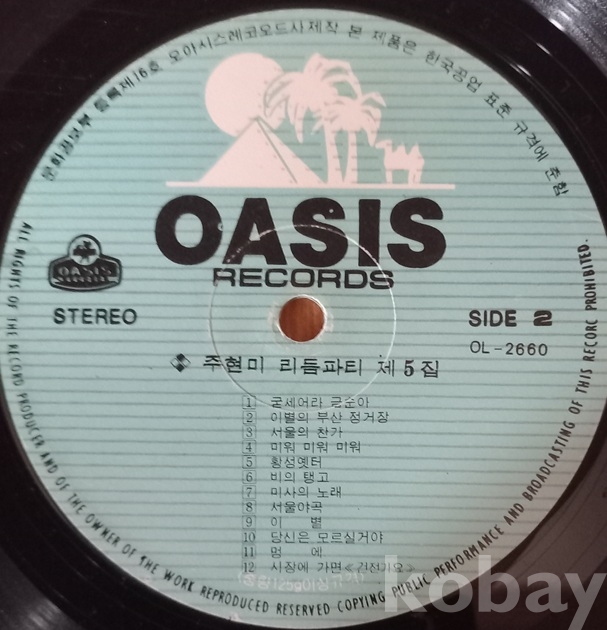 문화공보부 등록제16호 오아시스레코오드사제작 본 제품은 한국공업 표준 규격에 준함
OASIS
RECORDS
OASIS
RECORDS
STEREO
SIDE 2
OL-2660
주현미 리듬파티 제5집
1 굳세어라 금순아
2 이별의 부산 정거장
3 서울의 찬가
4 미워 미워 미워
5 황성옛터
6 비의 탱고
7 미사의 노래
8 서울야곡
9 이 별
10 당신은 모르실거야
11 멍 에
12 시장에 가면<건전가요>
ALL RIGHTS OF THE RECORD PRODUCER AND OF THE OWNER OF THE WORK REPRODUCED RESERVED COPYING PUBLIC PERFORMANCE AND BROADCASTING OF THIS RECORD PROHIBITED.
kobay